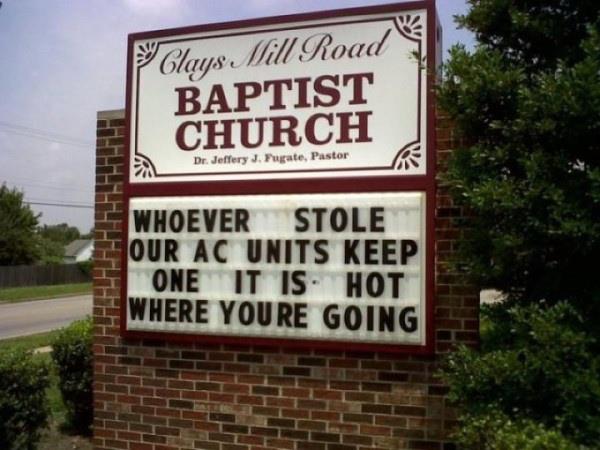 Clays Mill Road
BAPTIST
CHURCH
Dr. Jeffery J. Fugate, Pastor
WHOEVER STOLE
OUR AC UNITS KEEP
ONE IT IS HOT
WHERE YOURE GOING